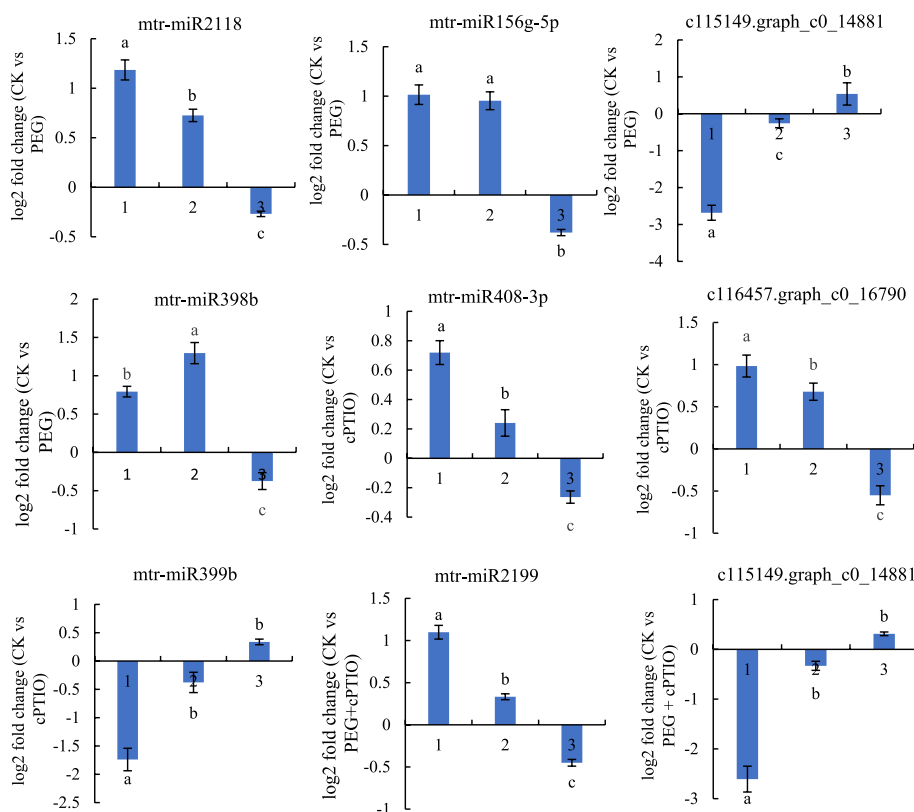 mtr-miR2118
log2 fold change (CK vs
PEG)
1.5
1
0.5
0
-0.5
a
b
c
1
2
3
mtr-miR156g-5p
log2 fold change (CK vs
PEG)
1.5
1
0.5
0
-0.5
a
a
b
1
2
3
c115149.graph_c0_14881
log2 fold change (CK vs
PEG)
2
1
0
-1
-2
-3
-4
1
2
3
a
c
b
mtr-miR398b
log2 fold change (CK vs
PEG)
2
1.5
1
0.5
0
-0.5
-1
b
a
c
1
2
3
mtr-miR408-3p
log2 fold change (CK vs
cPTIO)
1
0.8
0.6
0.4
0.2
0
-0.2
-0.4
a
b
c
1
2
3
c116457.graph_c0_16790
log2 fold change (CK vs
cPTIO)
1.5
1
0.5
0
-0.5
-1
a
b
c
1
2
3
mtr-miR399b
log2 fold change (CK vs
cPTIO)
1
0.5
0
-0.5
-1
-1.5
-2
-2.5
1
2
3
a
b
b
mtr-miR2199
log2 fold change (CK vs
PEG+cPTIO)
1.5
1
0.5
0
-0.5
-1
a
b
c
1
2
3
c115149.graph_c0_14881
log2 fold change (CK vs
PEG + cPTIO)
1
0
-1
-2
-3
1
2
3
a
b
b